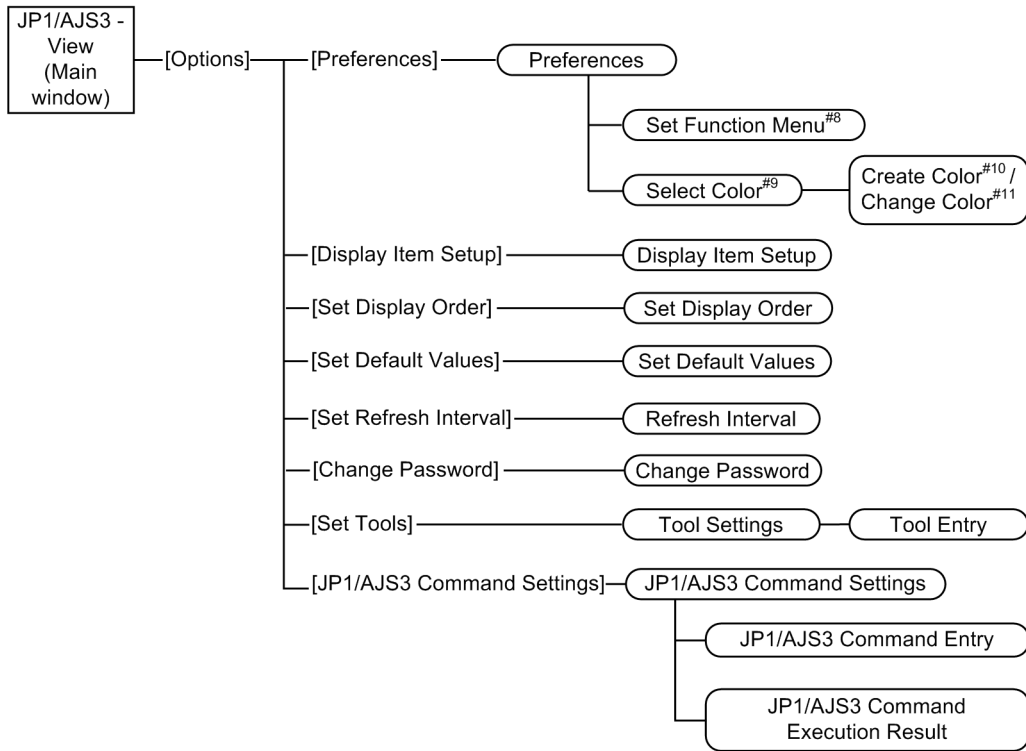 JP1/AJS3 -
View
(Main
window)
[Options]
[Preferences]
Preferences
Set Function Menu#8
Select Color#9
Create Color#10 /
Change Color#11
[Display Item Setup]
Display Item Setup
[Set Display Order]
Set Display Order
[Set Default Values]
Set Default Values
[Set Refresh Interval]
Refresh Interval
[Change Password]
Change Password
[Set Tools]
Tool Settings
Tool Entry
[JP1/AJS3 Command Settings]
JP1/AJS3 Command Settings
JP1/AJS3 Command Entry
JP1/AJS3 Command
Execution Result